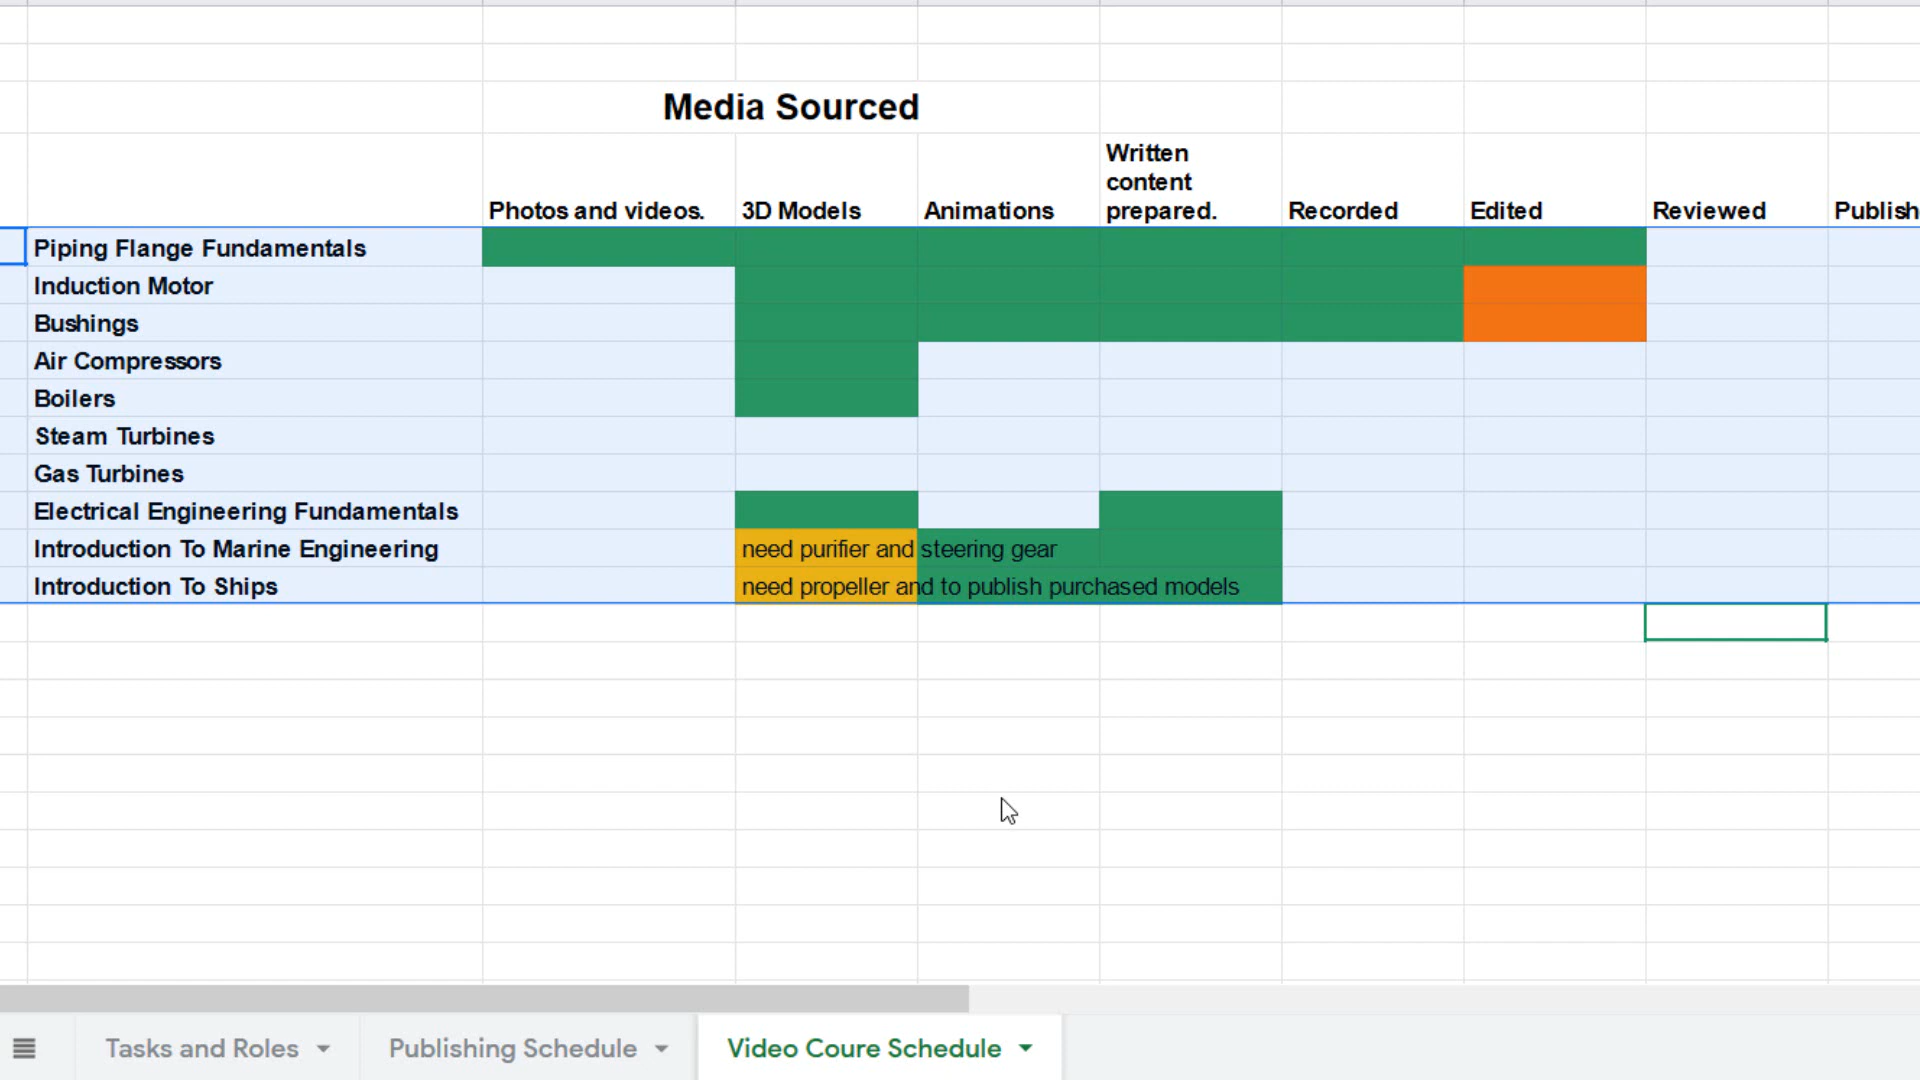 Media Sourced
Written
content
Photos and videos. 3D Models Animations prepared. Recorded Edited Reviewed Publish
Piping Flange Fundamentals
Induction Motor
Bushings
Air Compressors
Boilers
Steam Turbines
Gas Turbines
Electrical Engineering Fundamentals
Introduction To Marine Engineering need purifier and steering gear
Introduction To Ships need propeller and to publish purchased models
Tasks and Roles Publishing Schedule Video Coure Schedule